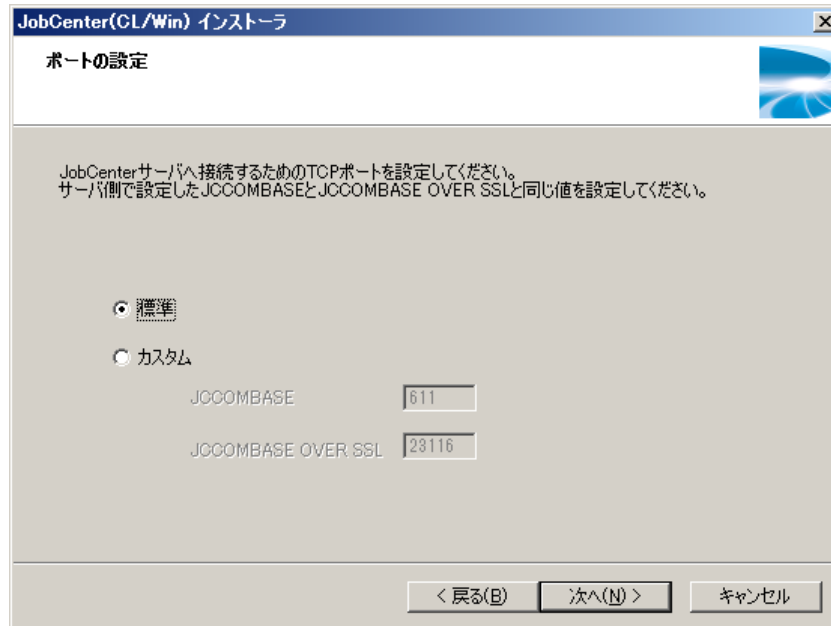 JobCenter(CL/Win) インストーラ
ポートの設定
JobCenterサーバへ接続するためのTCPポートを設定してください。
サーバ側で設定したJCCOMBASEとJCCOMBASE OVER SSLと同じ値を設定してください。
標準
カスタム
JCCOMBASE 611
JCCOMBASE OVER SSL 23116
< 戻る(B) 次へ(N) > キャンセル